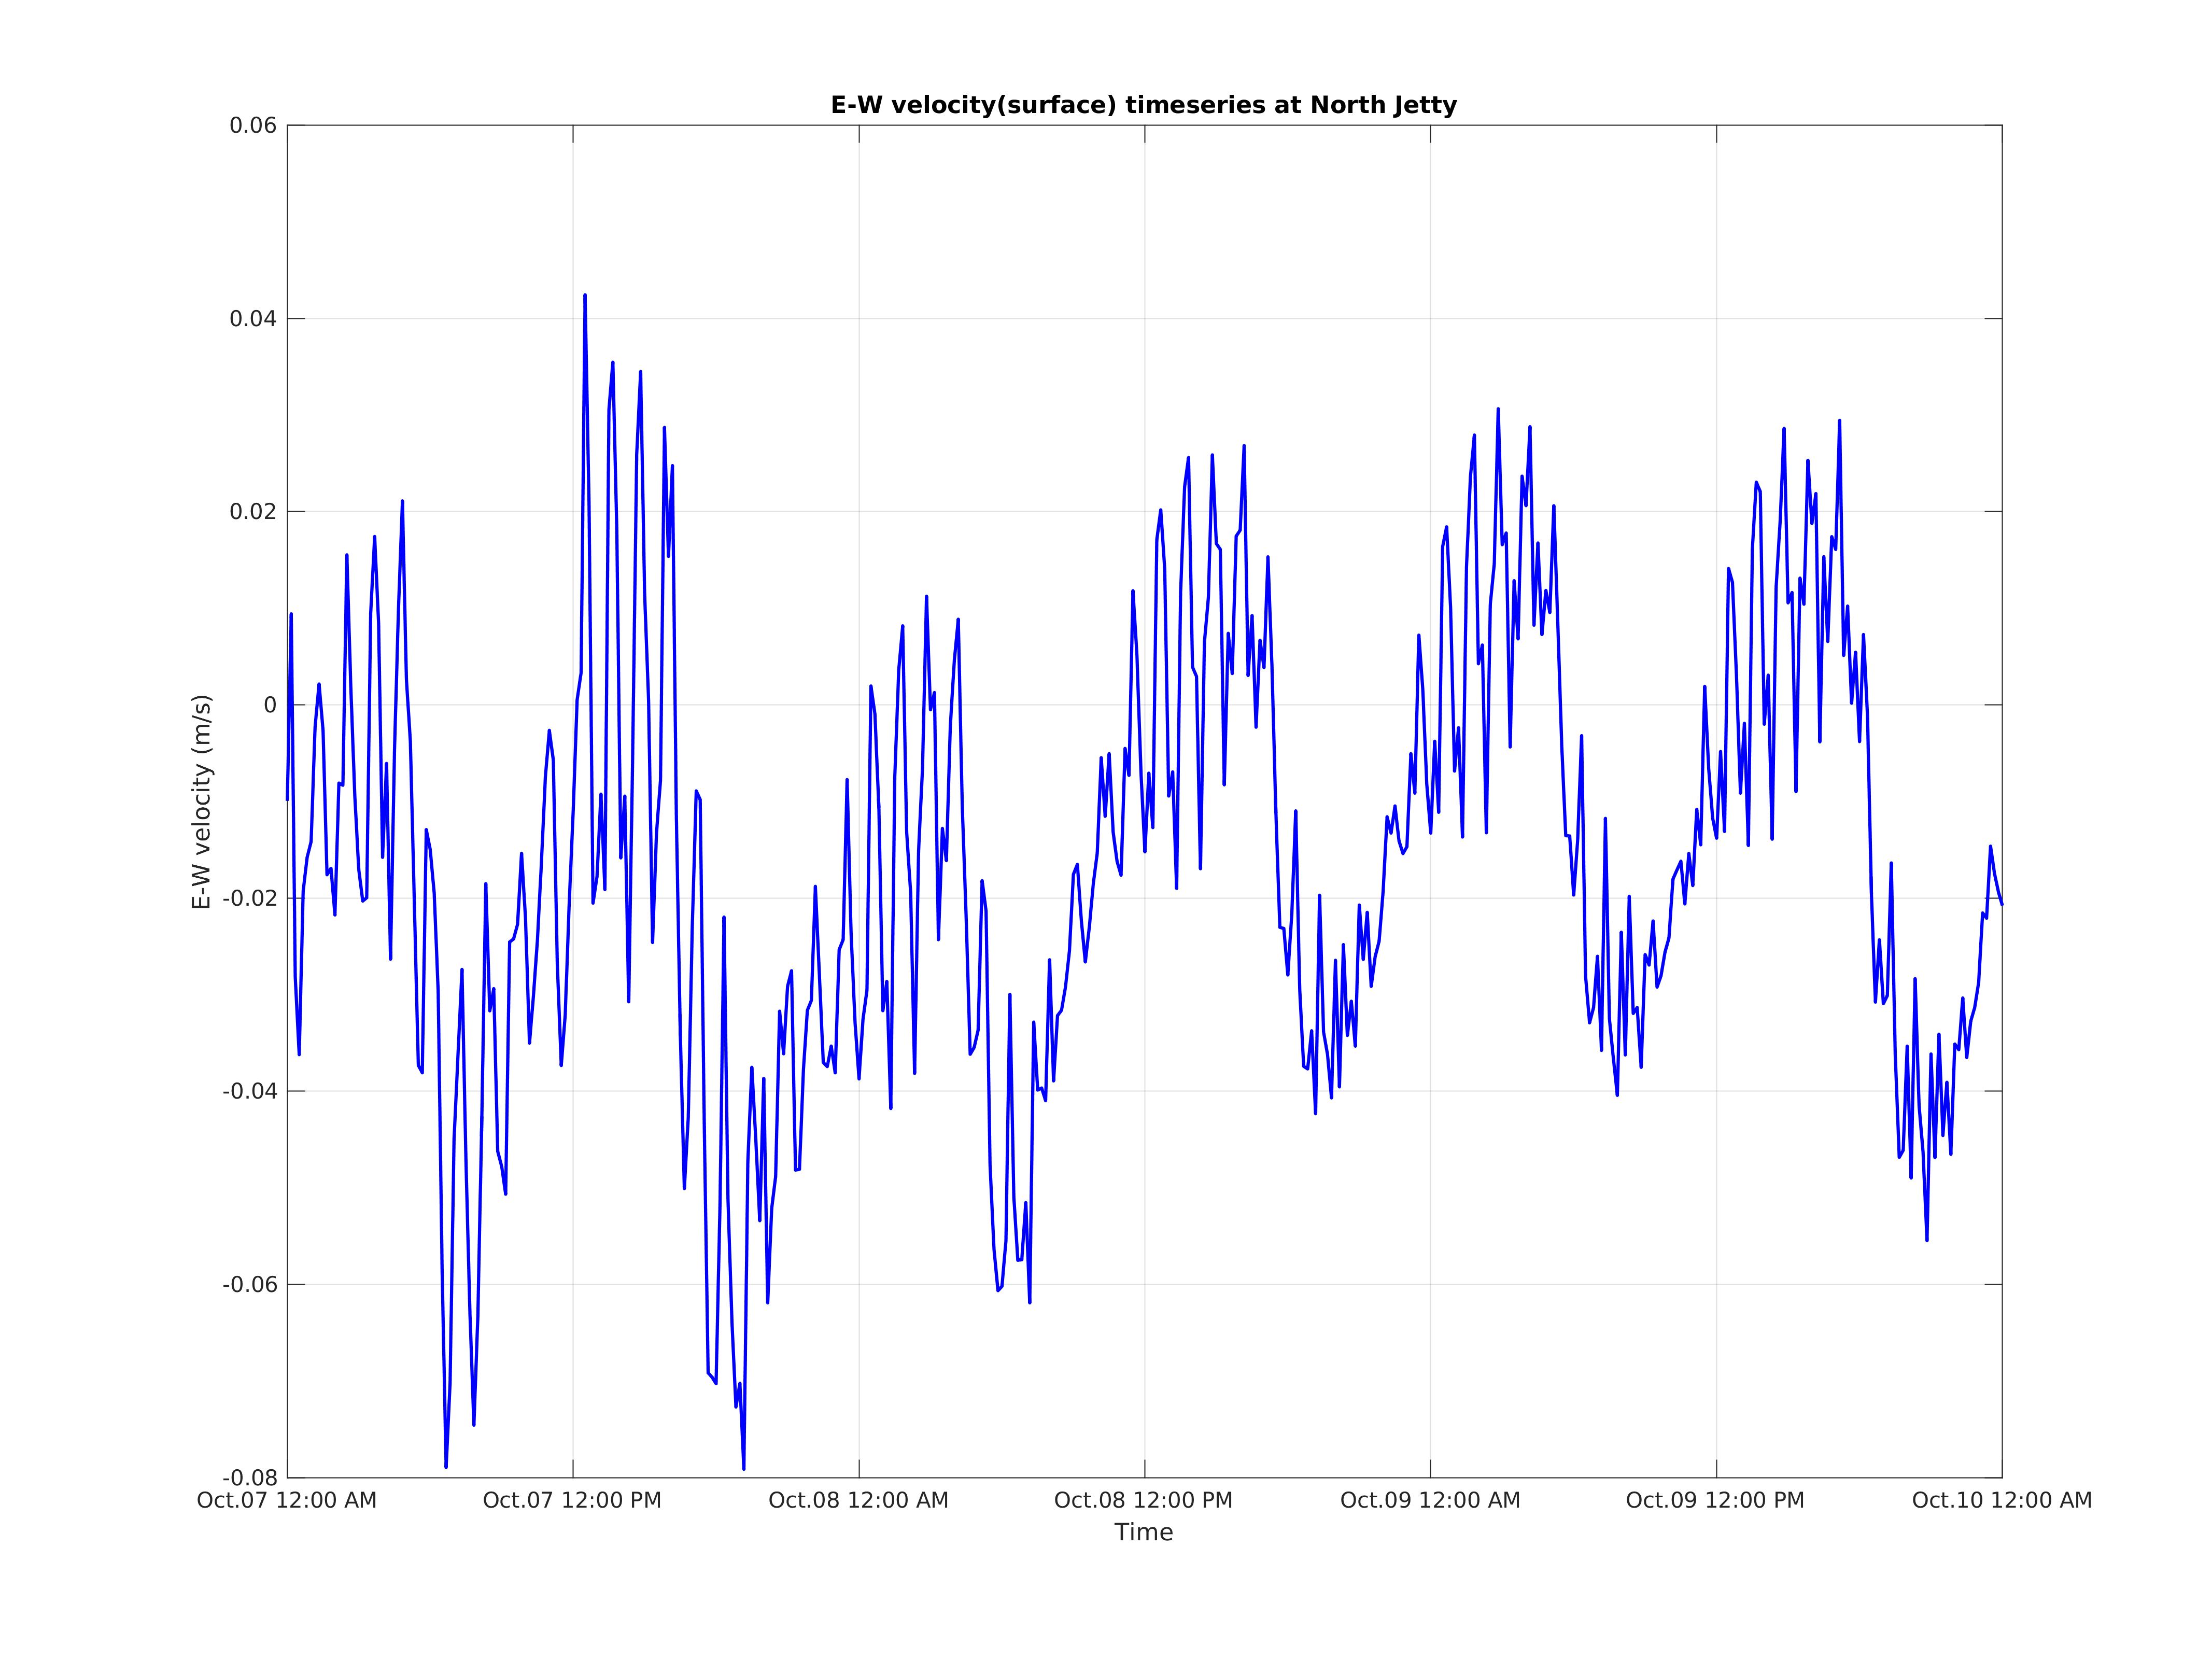 E-W velocity(surface) timeseries at North Jetty
0.06
0.04
0.02
0
-0.02
-0.04
-0.06
-0.08
E-W velocity (m/s)
Oct.07 12:00 AM Oct.07 12:00 PM Oct.08 12:00 AM Oct.08 12:00 PM Oct.09 12:00 AM Oct.09 12:00 PM Oct.10 12:00 AM
Time